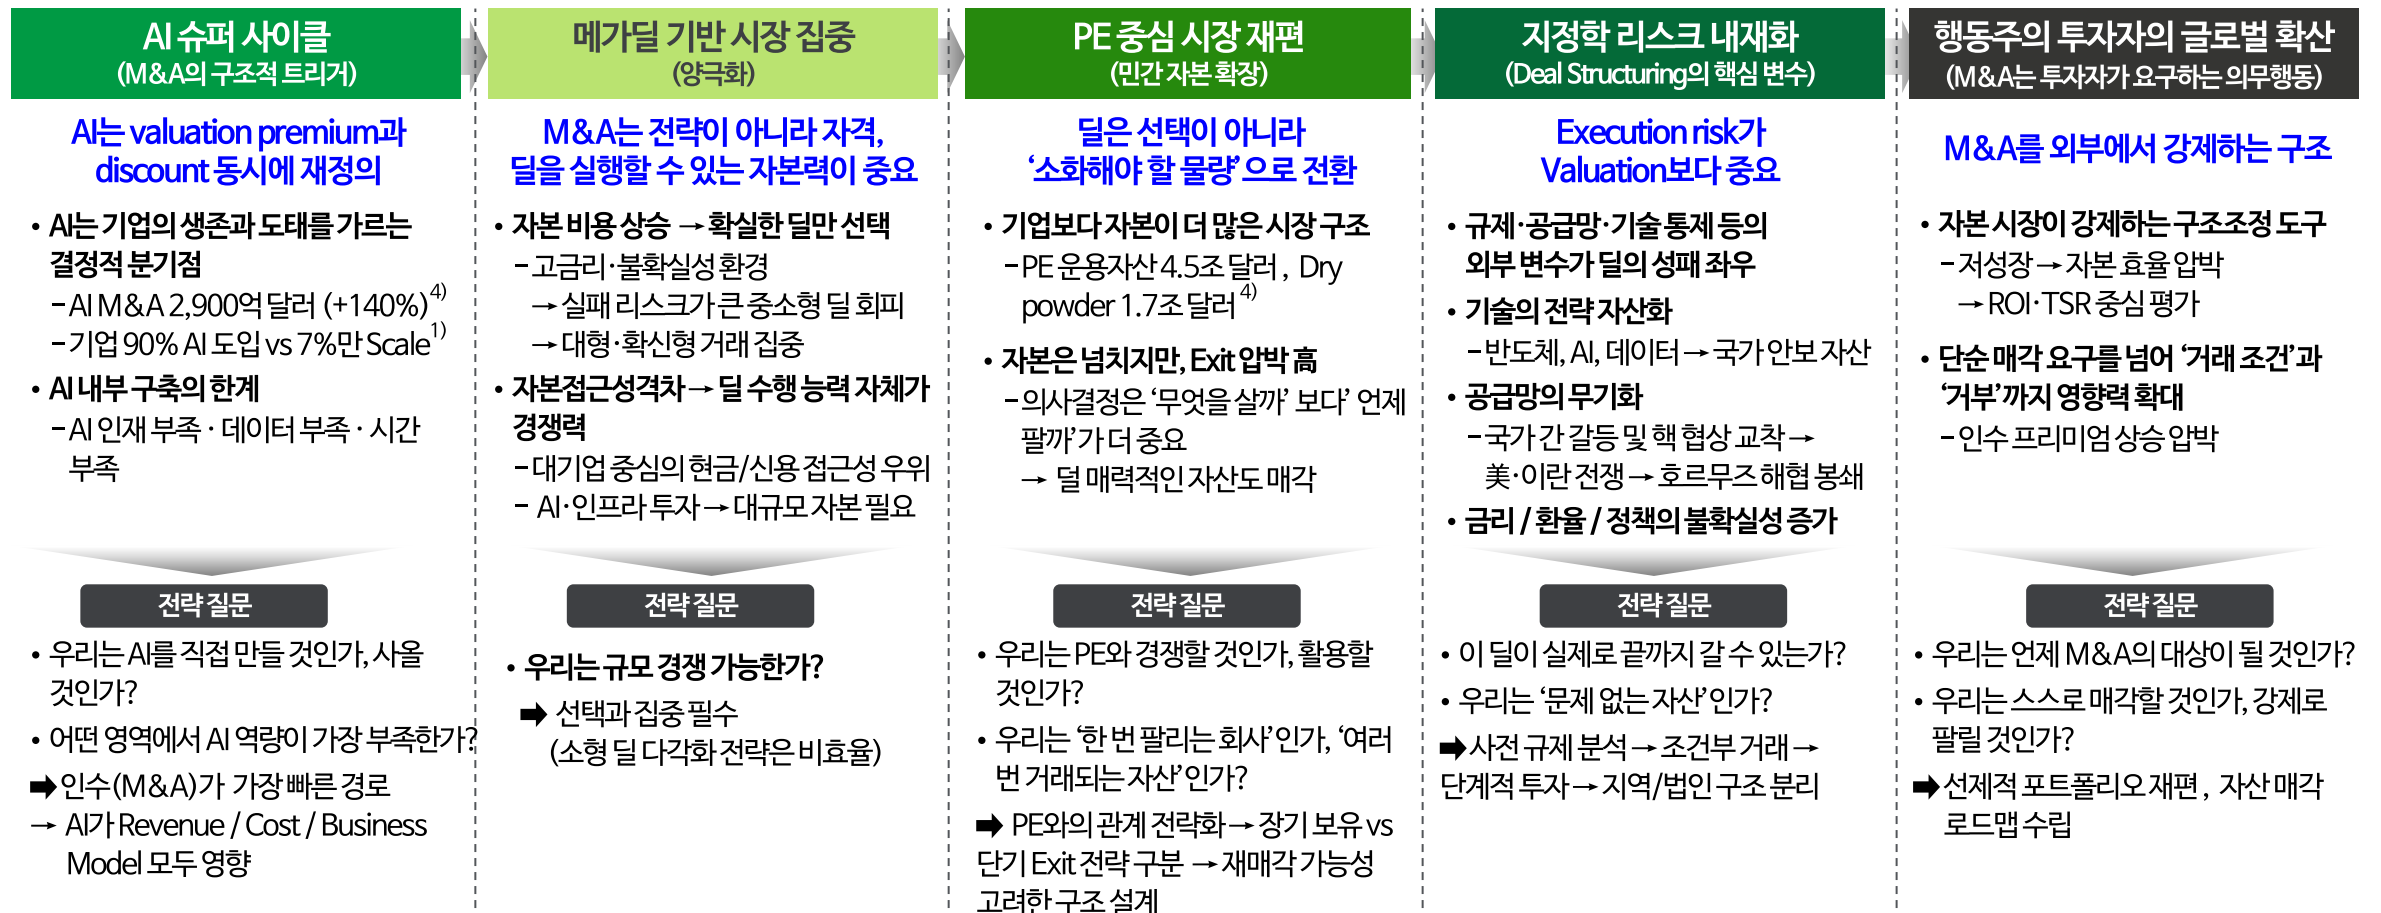 AI 슈퍼 사이클
(M&A의 구조적 트리거)
AI는 valuation premium과
discount 동시에 재정의
• AI는 기업의 생존과 도태를 가르는
결정적 분기점
– AI M&A 2,900억 달러 (+140%)4)
– 기업 90% AI 도입 vs 7%만 Scale1)
• AI 내부 구축의 한계
– AI 인재 부족 · 데이터 부족 · 시간
부족
전략 질문
• 우리는 AI를 직접 만들 것인가, 사올
것인가?
• 어떤 영역에서 AI 역량이 가장 부족한가?
➡ 인수(M&A)가 가장 빠른 경로
→ AI가 Revenue / Cost / Business
Model 모두 영향
메가딜 기반 시장 집중
(양극화)
M&A는 전략이 아니라 자격,
딜을 실행할 수 있는 자본력이 중요
• 자본 비용 상승 → 확실한 딜만 선택
– 고금리·불확실성 환경
→ 실패 리스크가 큰 중소형 딜 회피
→ 대형·확신형 거래 집중
• 자본접근성격차 → 딜 수행 능력 자체가
경쟁력
– 대기업 중심의 현금/신용 접근성 우위
– AI·인프라 투자 → 대규모 자본 필요
전략 질문
• 우리는 규모 경쟁 가능한가?
➡ 선택과 집중 필수
(소형 딜 다각화 전략은 비효율)
PE 중심 시장 재편
(민간 자본 확장)
딜은 선택이 아니라
‘소화해야 할 물량’으로 전환
• 기업보다 자본이 더 많은 시장 구조
– PE 운용자산 4.5조 달러 , Dry
powder 1.7조 달러 4)
• 자본은 넘치지만, Exit 압박 高
– 의사결정은 ‘무엇을 살까’ 보다’ 언제
팔까’가 더 중요
→ 덜 매력적인 자산도 매각
전략 질문
• 우리는 PE와 경쟁할 것인가, 활용할
것인가?
• 우리는 ‘한 번 팔리는 회사’인가, ‘여러
번 거래되는 자산’인가?
➡ PE와의 관계 전략화 → 장기 보유 vs
단기 Exit 전략 구분 → 재매각 가능성
고려한 구조 설계
지정학 리스크 내재화
(Deal Structuring의 핵심 변수)
Execution risk가
Valuation보다 중요
• 규제·공급망·기술 통제 등의
외부 변수가 딜의 성패 좌우
• 기술의 전략 자산화
– 반도체, AI, 데이터 → 국가 안보 자산
• 공급망의 무기화
– 국가 간 갈등 및 핵 협상 교착 →
美·이란 전쟁 → 호르무즈 해협 봉쇄
• 금리 / 환율 / 정책의 불확실성 증가
전략 질문
• 이 딜이 실제로 끝까지 갈 수 있는가?
• 우리는 ‘문제 없는 자산’인가?
➡ 사전 규제 분석 → 조건부 거래 →
단계적 투자 → 지역/법인 구조 분리
행동주의 투자자의 글로벌 확산
(M&A는 투자자가 요구하는 의무행동)
M&A를 외부에서 강제하는 구조
• 자본 시장이 강제하는 구조조정 도구
– 저성장 → 자본 효율 압박
→ ROI·TSR 중심 평가
• 단순 매각 요구를 넘어 ‘거래 조건’과
‘거부’까지 영향력 확대
– 인수 프리미엄 상승 압박
전략 질문
• 우리는 언제 M&A의 대상이 될 것인가?
• 우리는 스스로 매각할 것인가, 강제로
팔릴 것인가?
➡ 선제적 포트폴리오 재편 , 자산 매각
로드맵 수립